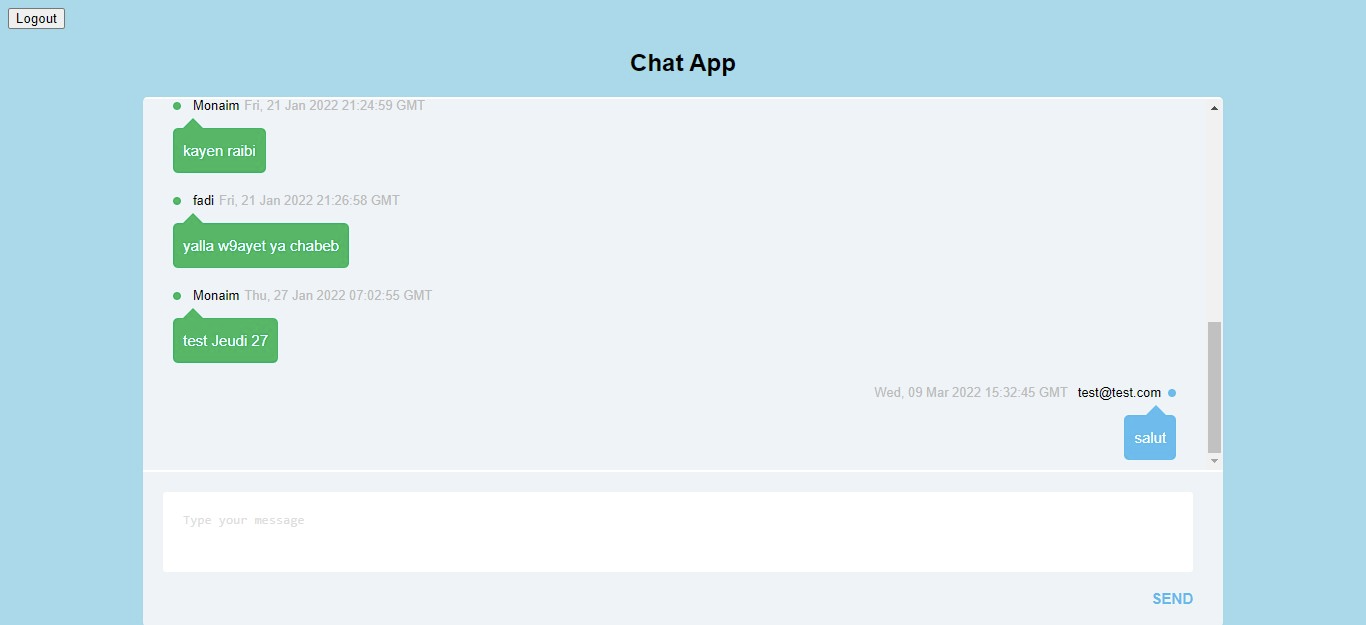 Logout
Chat App
Monaim Fri, 21 Jan 2022 21:24:59 GMT
kayen raibi
fadi Fri, 21 Jan 2022 21:26:58 GMT
yalla w9ayet ya chabeb
Monaim Thu, 27 Jan 2022 07:02:55 GMT
test Jeudi 27
Wed, 09 Mar 2022 15:32:45 GMT test@test.com
salut
Type your message
SEND